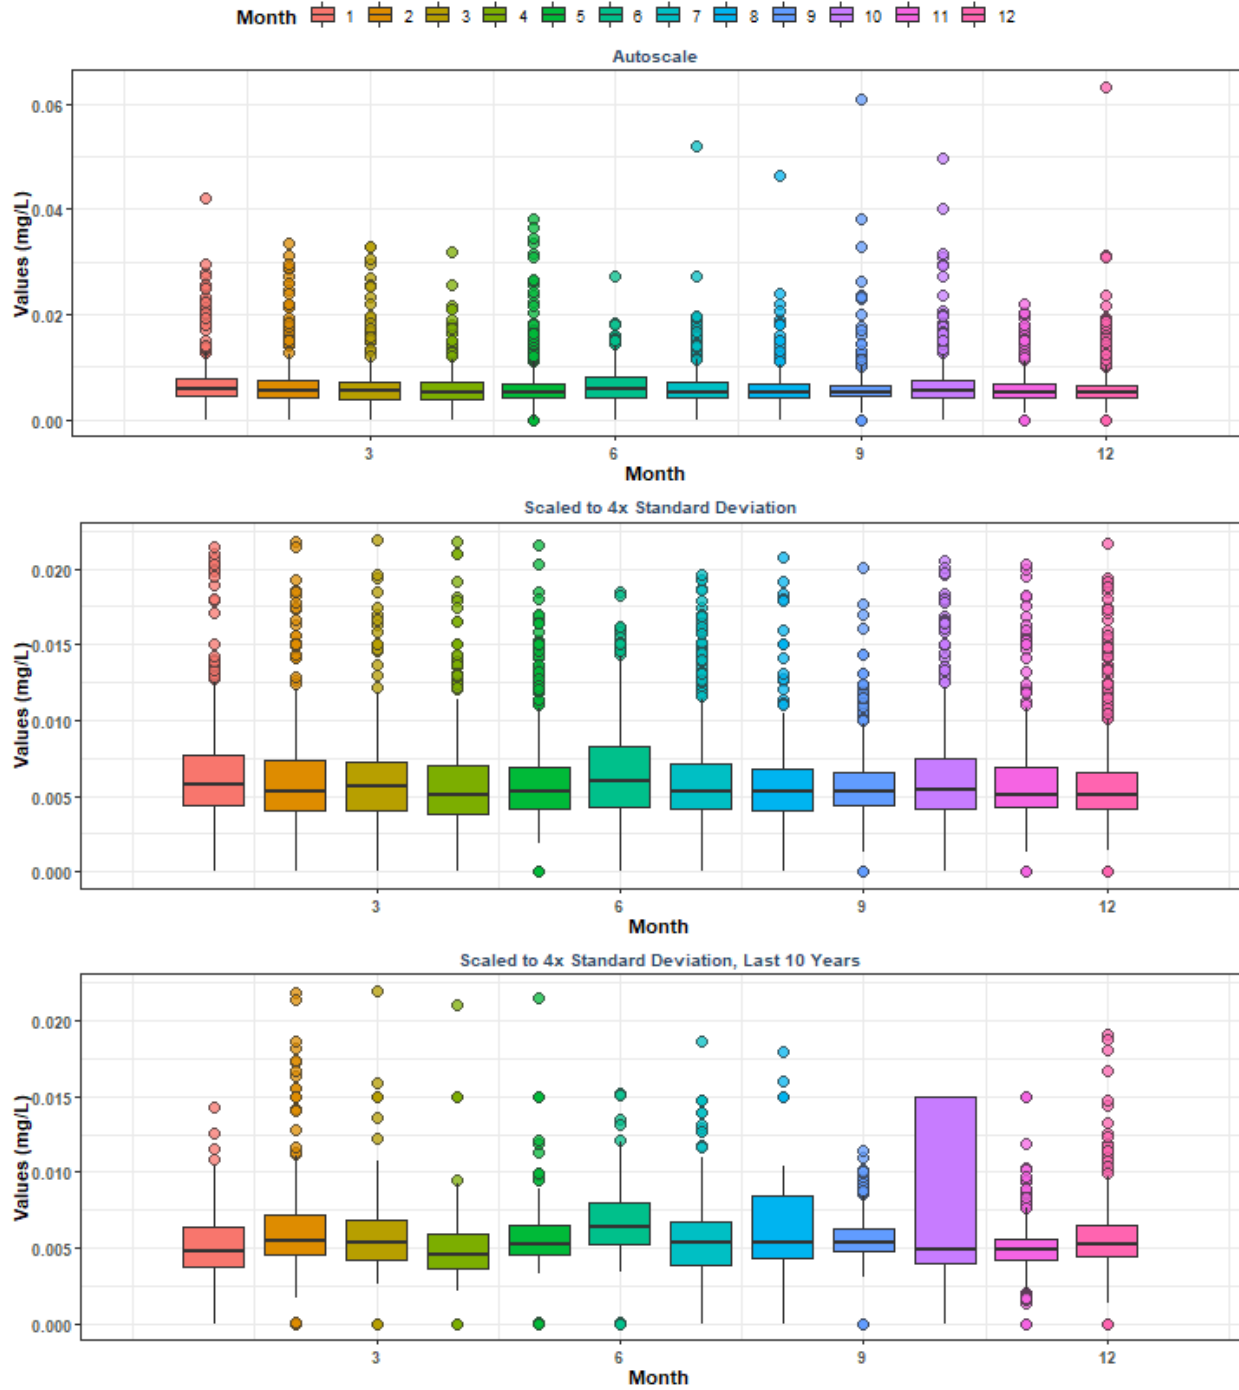 Month 1 2 3 4 5 6 7 8 9 10 11 12
Autoscale
Values (mg/L)
0.06
0.04
0.02
0.00
3 6 9 12
Month
Scaled to 4x Standard Deviation
Values (mg/L)
0.020
0.015
0.010
0.005
0.000
3 6 9 12
Month
Scaled to 4x Standard Deviation, Last 10 Years
Values (mg/L)
0.020
0.015
0.010
0.005
0.000
3 6 9 12
Month